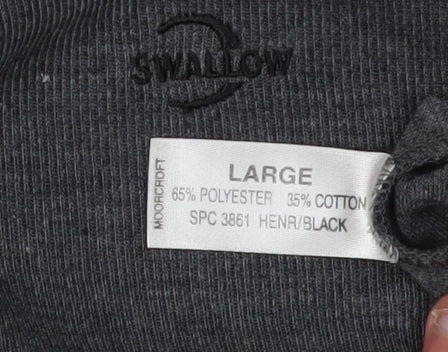 SWALLOW
MOORCROFT
LARGE
65% POLYESTER 35% COTTON
SPC 3861 HENR/BLACK